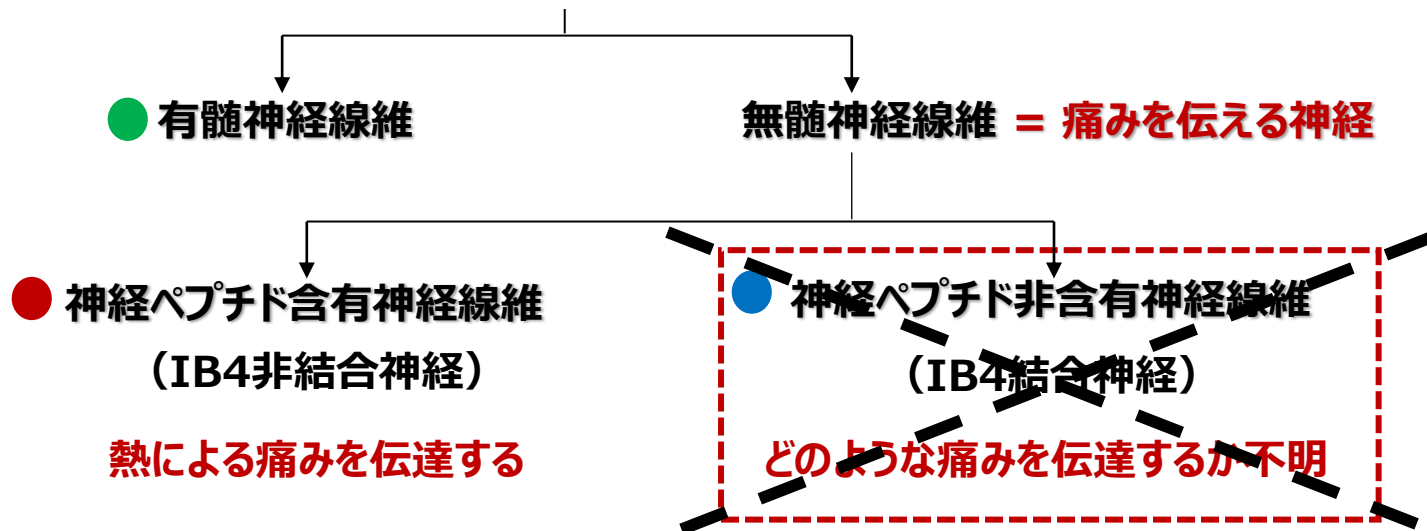 有髄神経線維
無髄神経線維 = 痛みを伝える神経
神経ペプチド含有神経線維
（IB4非結合神経）
熱による痛みを伝達する
神経ペプチド非含有神経線維
（IB4結合神経）
どのような痛みを伝達するか不明